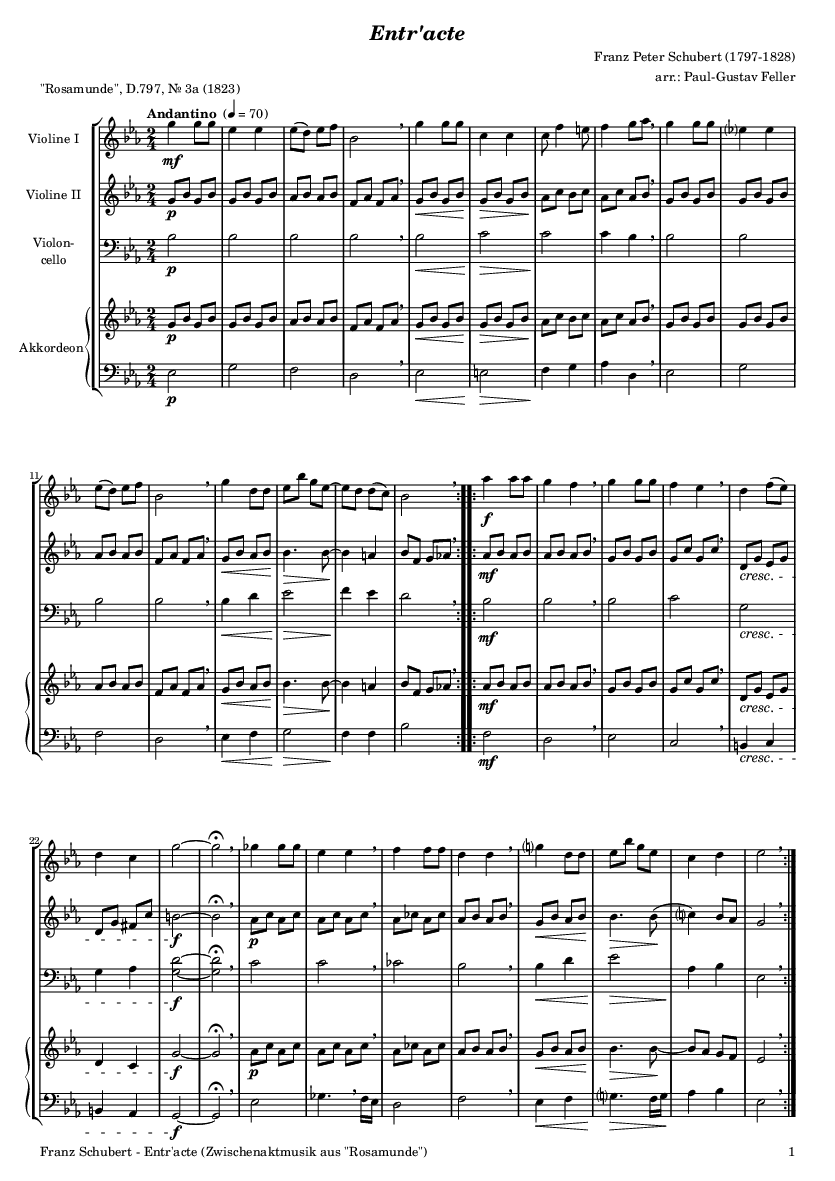 Entr'acte
Franz Peter Schubert (1797-1828)
arr.: Paul-Gustav Feller
"Rosamunde", D.797, № 3a (1823)
Andantino (♩ = 70)
Violine I
mf
Violine II
p
Violon-
cello
p
Akkordeon
p
p
11
f
mf
cresc.
mf
cresc.
mf
cresc.
mf
cresc.
22
f
p
f
f
p
f
Franz Schubert - Entr'acte (Zwischenaktmusik aus "Rosamunde")
1